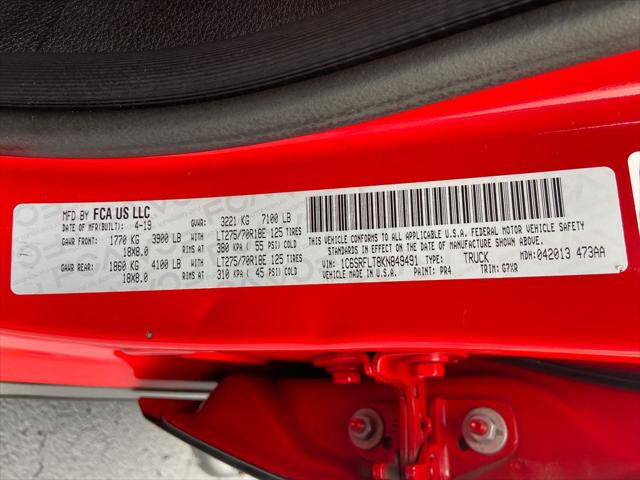 MFD BY FCA US LLC GVWR: 3221 KG 7100 LB
DATE OF MFR(BUILT): 4-19
GAWR FRONT: 1770 KG 3900 LB WITH LT275/70R18E 125 TIRES
18X8.0 RIMS AT 380 KPA ( 55 PSI) COLD
GAWR REAR: 1860 KG 4100 LB WITH LT275/70R18E 125 TIRES
18X8.0 RIMS AT 310 KPA ( 45 PSI) COLD
THIS VEHICLE CONFORMS TO ALL APPLICABLE U.S.A. FEDERAL MOTOR VEHICLE SAFETY
STANDARDS IN EFFECT ON THE DATE OF MANUFACTURE SHOWN ABOVE.
VIN: 1C6SRFLT8KN849491 TYPE: TRUCK MDH:042013 473AA
VEHICLE MADE IN U.S.A. PAINT: PR4 TRIM: G7XR